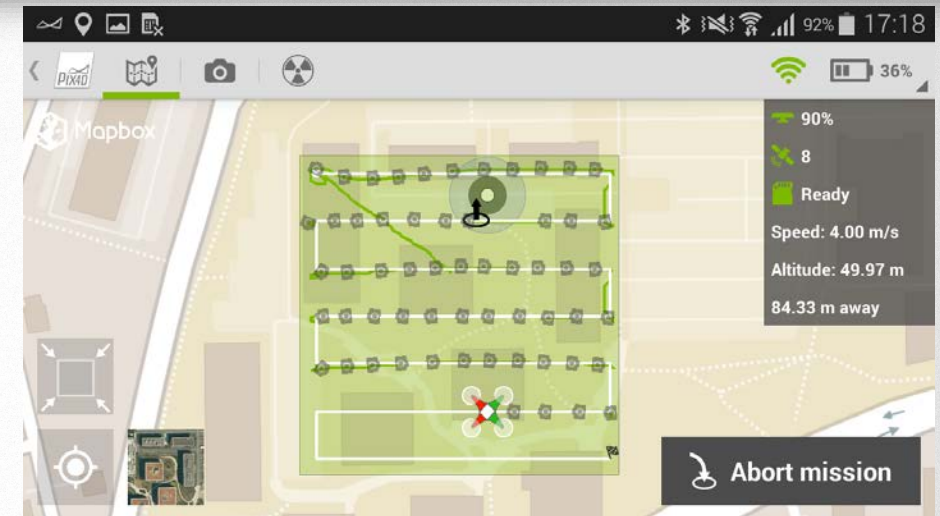 92% 17:18
PIX4D
36%
Mapbox
90%
8
Ready
Speed: 4.00 m/s
Altitude: 49.97 m
84.33 m away
Abort mission